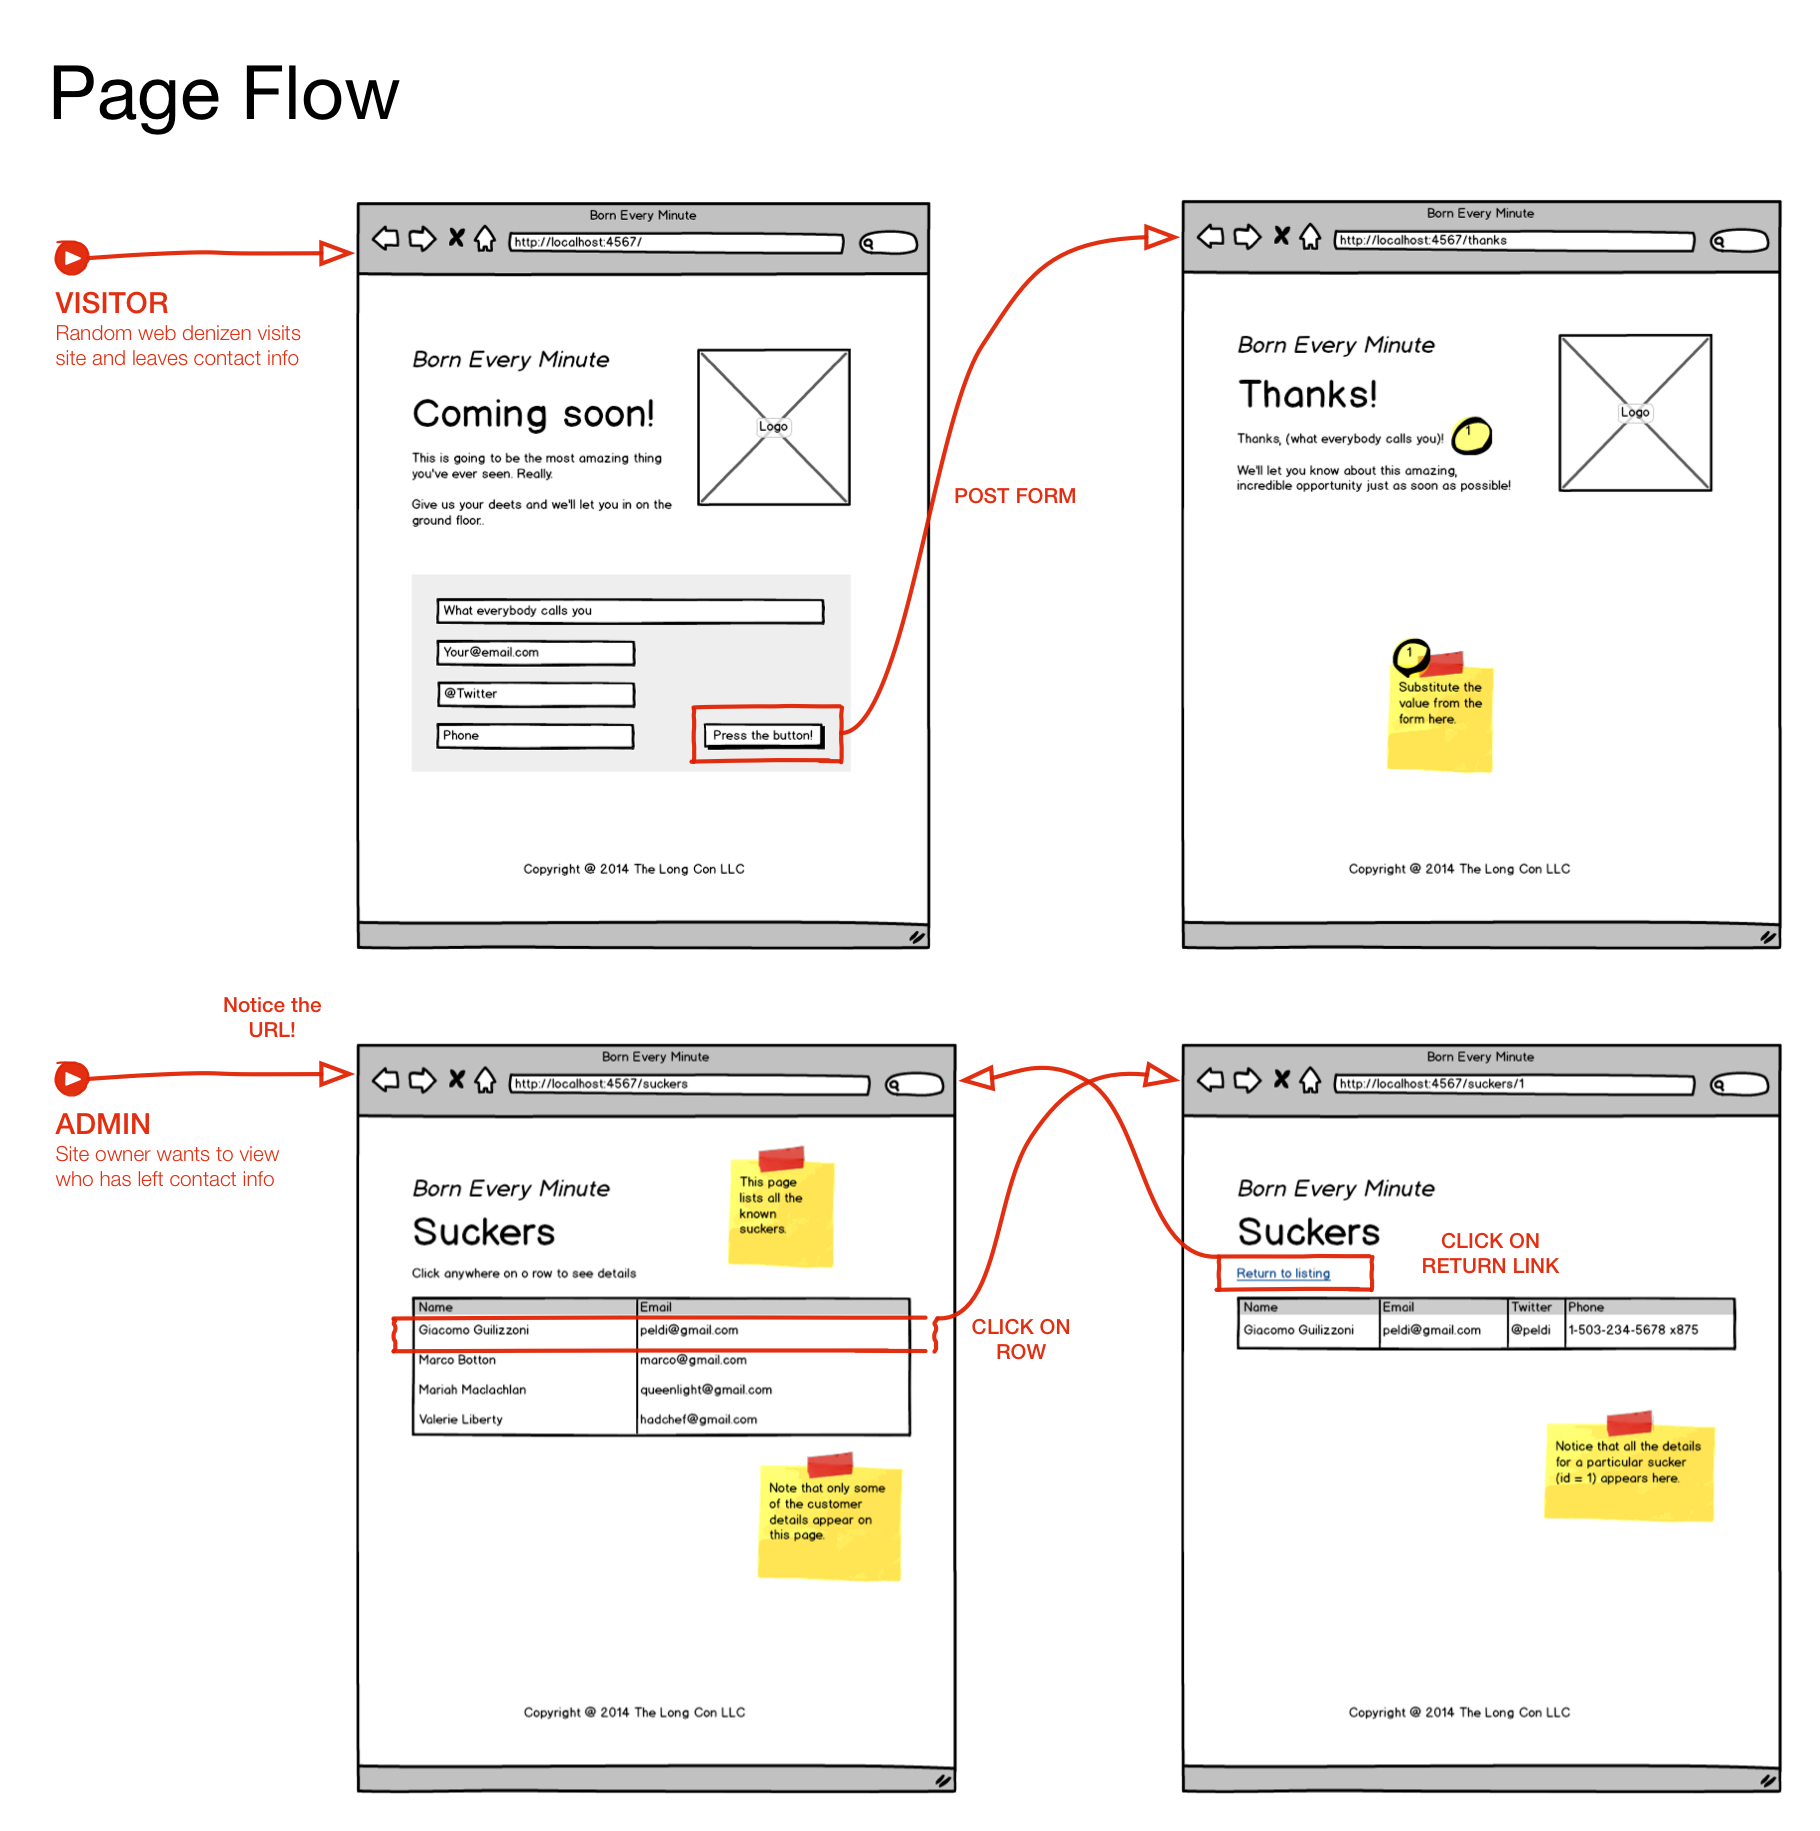 Page Flow
VISITOR
Random web denizen visits
site and leaves contact info
Born Every Minute
http://localhost:4567/
Born Every Minute
Coming soon!
This is going to be the most amazing thing
you've ever seen. Really.
Give us your deets and we'll let you in on the
ground floor..
Logo
What everybody calls you
Your@email.com
@Twitter
Phone
Press the button!
Copyright @ 2014 The Long Con LLC
POST FORM
Born Every Minute
http://localhost:4567/thanks
Born Every Minute
Thanks!
Thanks, (what everybody calls you)!
1
We'll let you know about this amazing,
incredible opportunity just as soon as possible!
Logo
1
Substitute the
value from the
form here.
Copyright @ 2014 The Long Con LLC
Notice the
URL!
ADMIN
Site owner wants to view
who has left contact info
Born Every Minute
http://localhost:4567/suckers
Born Every Minute
Suckers
Click anywhere on o row to see details
This page
lists all the
known
suckers.
Name Email
Giacomo Guilizzoni peldi@gmail.com
Marco Botton marco@gmail.com
Mariah Maclachlan queenlight@gmail.com
Valerie Liberty hadchef@gmail.com
Note that only some
of the customer
details appear on
this page.
Copyright @ 2014 The Long Con LLC
CLICK ON
ROW
Born Every Minute
http://localhost:4567/suckers/1
Born Every Minute
Suckers
Return to listing
CLICK ON
RETURN LINK
Name Email Twitter Phone
Giacomo Guilizzoni peldi@gmail.com @peldi 1-503-234-5678 x875
Notice that all the details
for a particular sucker
(id = 1) appears here.
Copyright @ 2014 The Long Con LLC